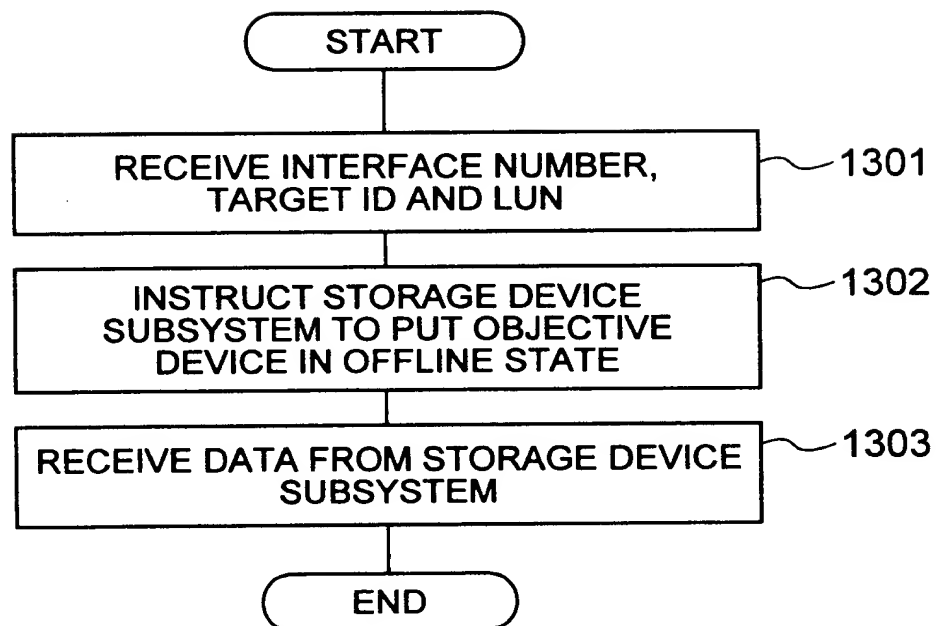 START
RECEIVE INTERFACE NUMBER,
TARGET ID AND LUN
1301
INSTRUCT STORAGE DEVICE
SUBSYSTEM TO PUT OBJECTIVE
DEVICE IN OFFLINE STATE
1302
RECEIVE DATA FROM STORAGE DEVICE
SUBSYSTEM
1303
END